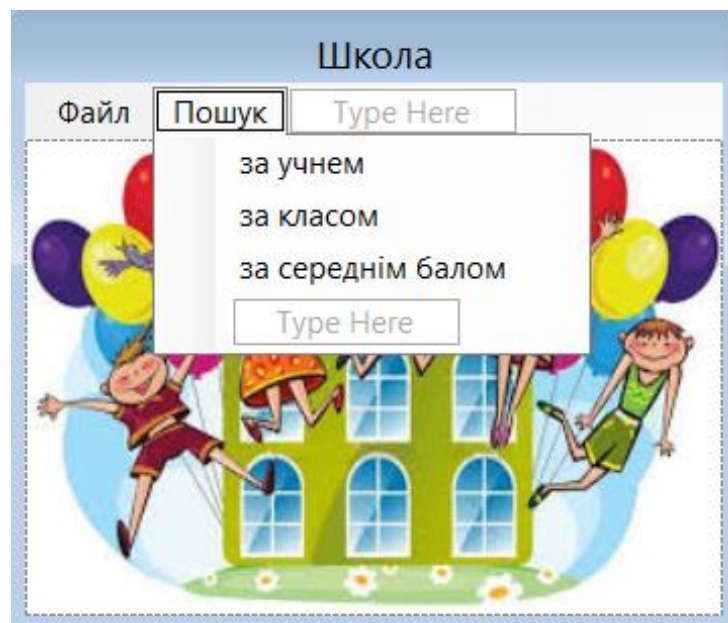 Школа
Файл Пошук Type Here
за учнем
за класом
за середнім балом
Type Here